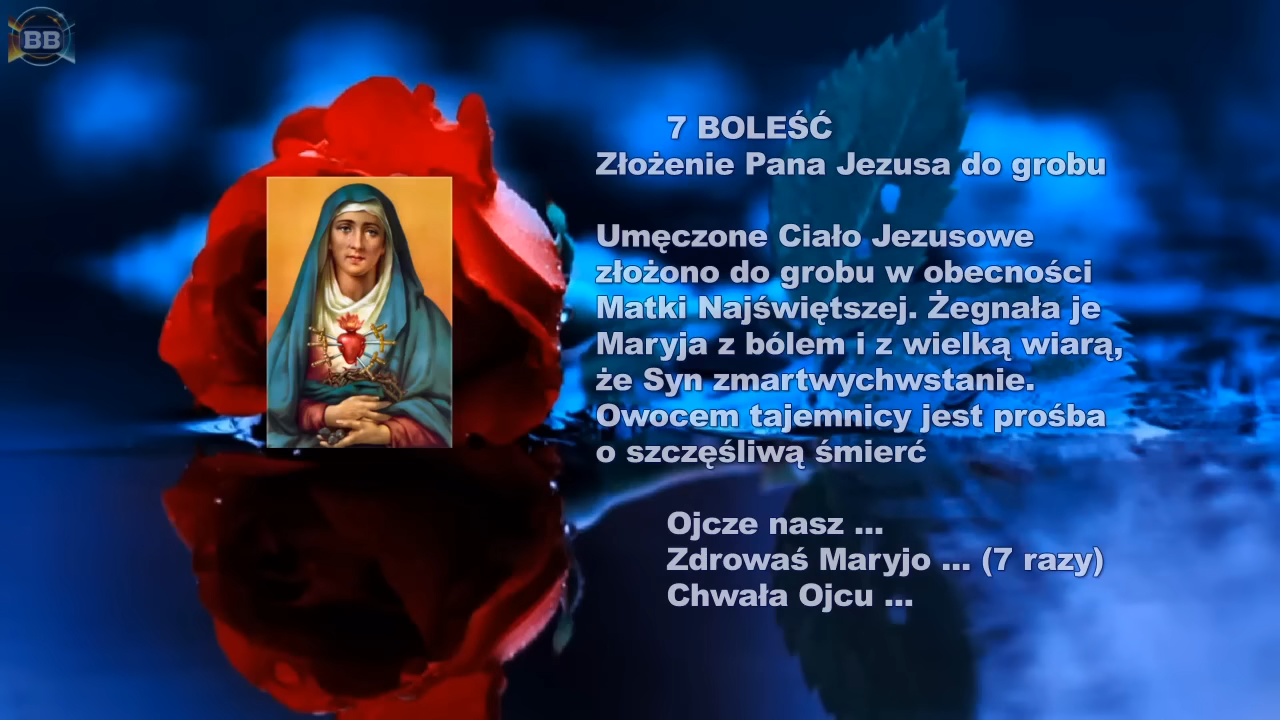 BB
7 BOLEŚĆ
Złożenie Pana Jezusa do grobu
Umęczone Ciało Jezusowe
złożono do grobu w obecności
Matki Najświętszej. Żegnała je
Maryja z bólem i z wielką wiarą,
że Syn zmartwychwstanie.
Owocem tajemnicy jest prośba
o szczęśliwą śmierć
Ojcze nasz ...
Zdrowaś Maryjo ... (7 razy)
Chwała Ojcu ...